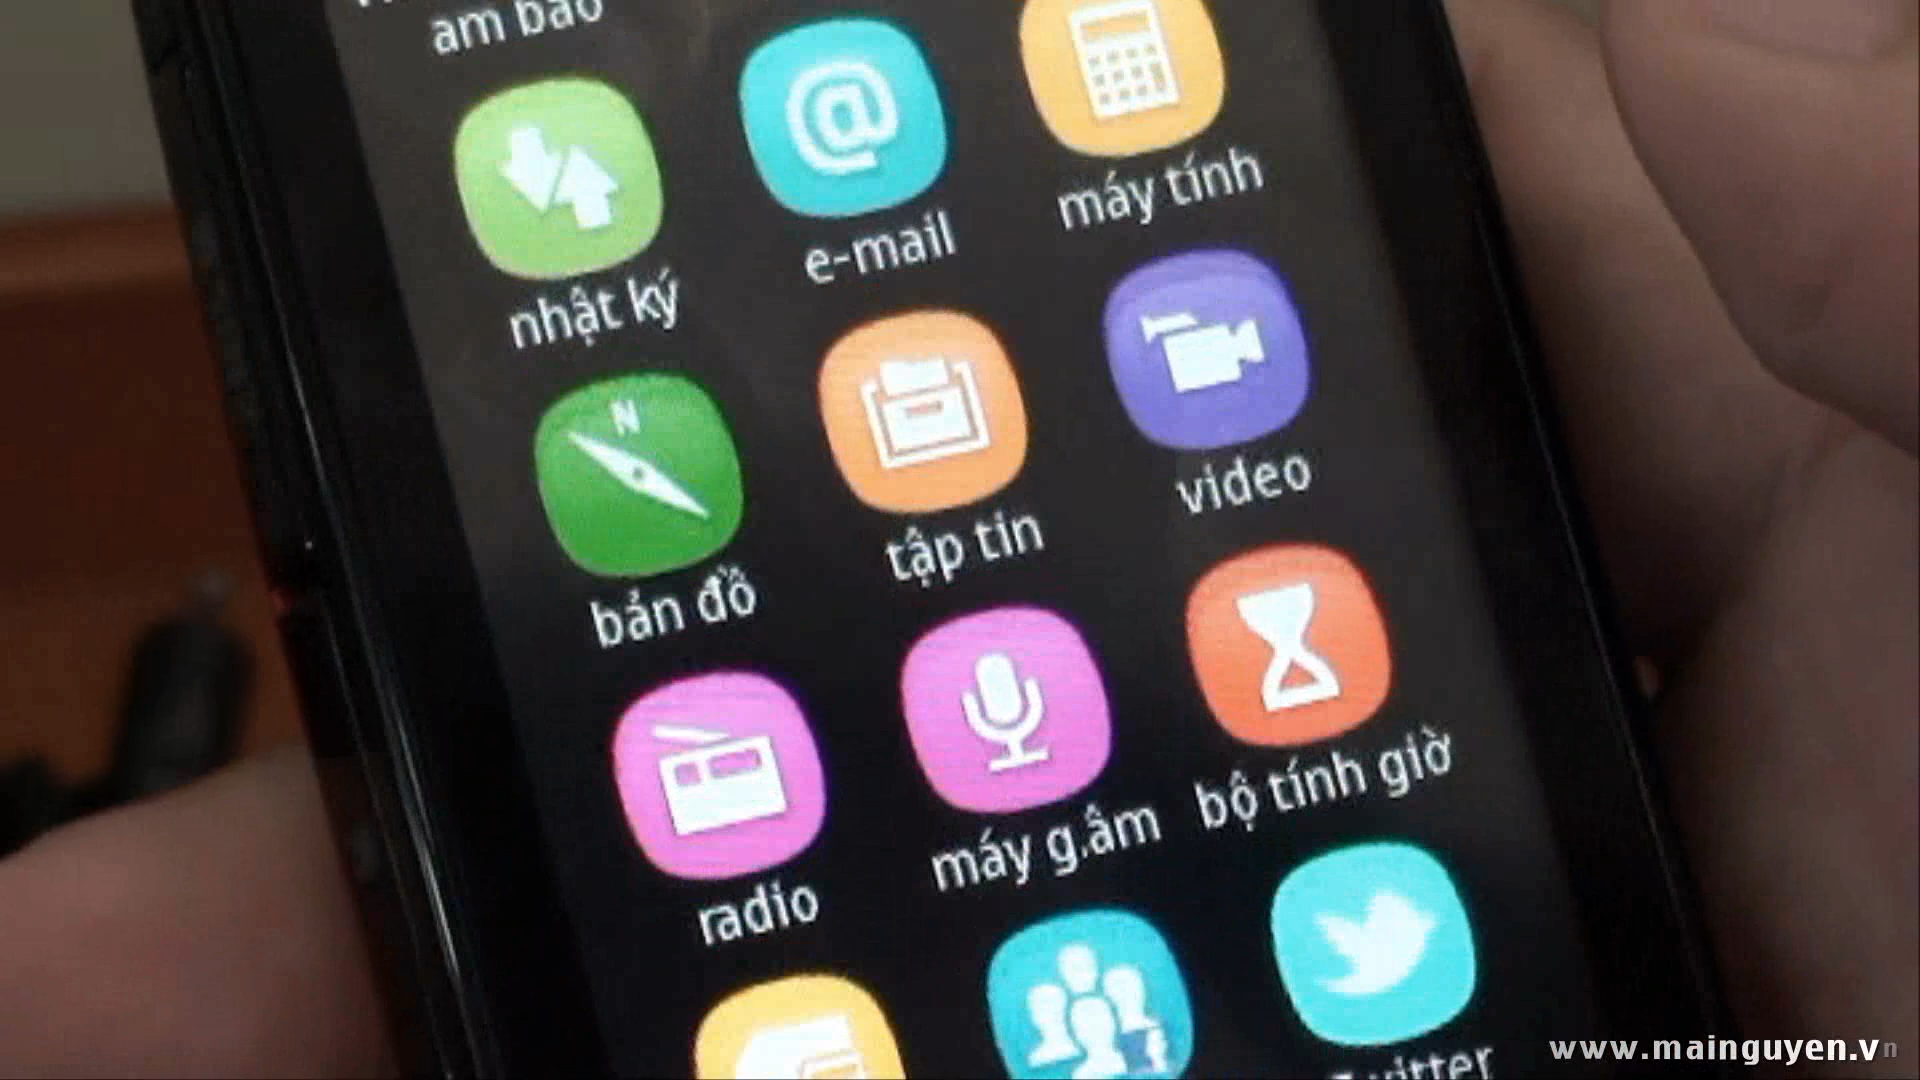 am báo
nhật ký
e-mail
máy tính
N
bản đồ
tập tin
video
radio
máy g.âm
bộ tính giờ
twitter
www.mainguyen.vn